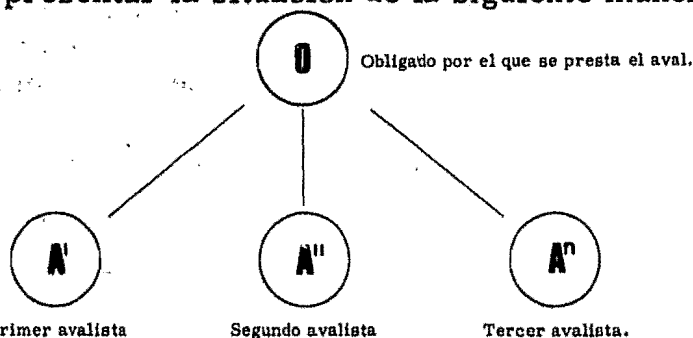 presentar la situación de la siguiente
O
Obligado por el que se presta el aval.
A' A'' Aⁿ
rimer avalista Segundo avalista Tercer avalista.